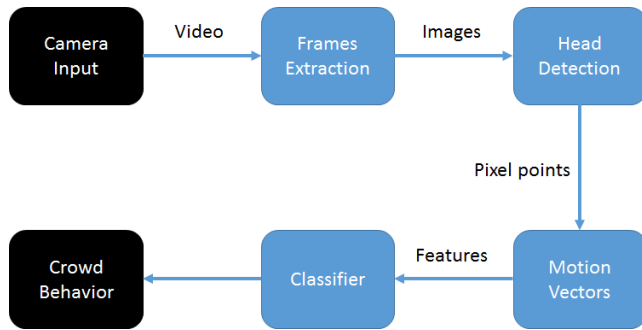 Camera
Input
Video
Frames
Extraction
Images
Head
Detection
Pixel points
Motion
Vectors
Features
Classifier
Crowd
Behavior